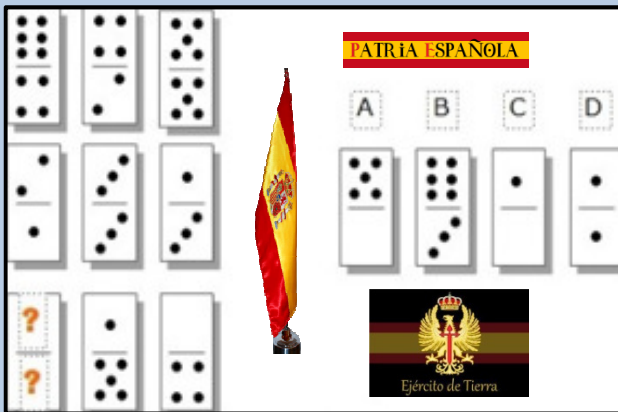 PATRiA ESPAÑOLA
A B C D
?
?
Ejército de Tierra